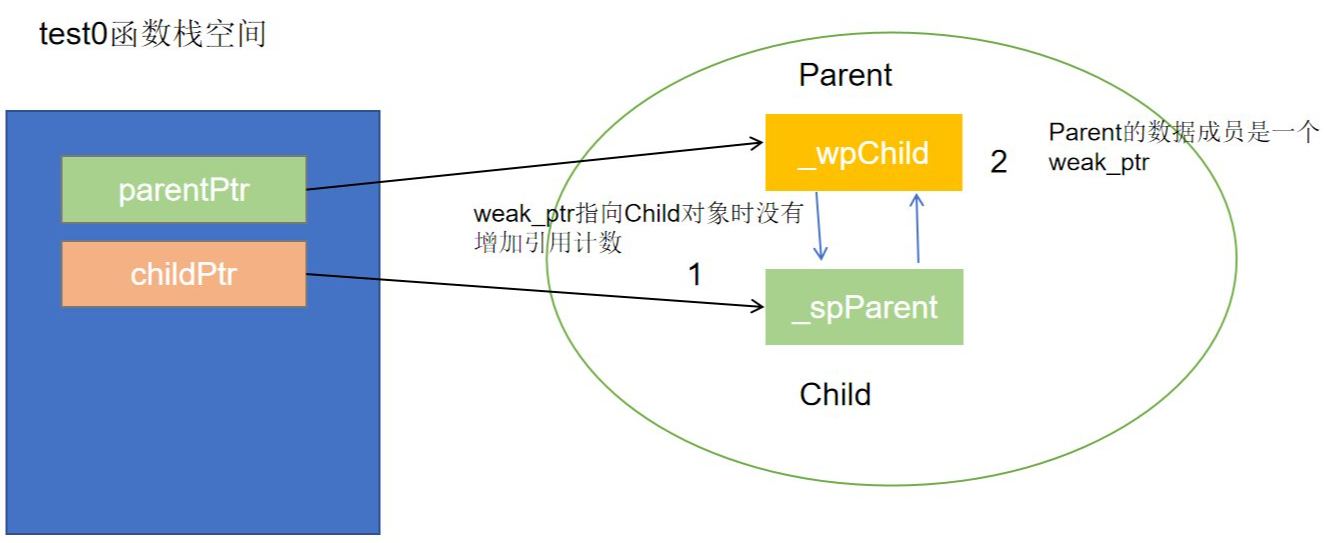 test0函数栈空间
Parent
parentPtr
childPtr
_wpChild
2
Parent的数据成员是一个
weak_ptr
weak_ptr指向Child对象时没有
增加引用计数
1
_spParent
Child